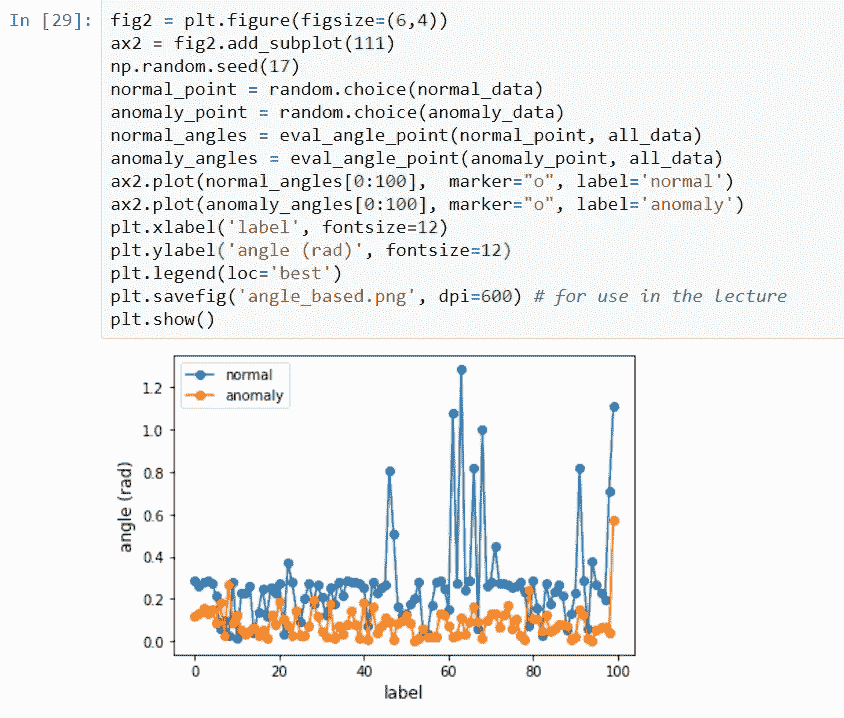 In [29]:
fig2 = plt.figure(figsize=(6,4))
ax2 = fig2.add_subplot(111)
np.random.seed(17)
normal_point = random.choice(normal_data)
anomaly_point = random.choice(anomaly_data)
normal_angles = eval_angle_point(normal_point, all_data)
anomaly_angles = eval_angle_point(anomaly_point, all_data)
ax2.plot(normal_angles[0:100],  marker="o", label='normal')
ax2.plot(anomaly_angles[0:100], marker="o", label='anomaly')
plt.xlabel('label', fontsize=12)
plt.ylabel('angle (rad)', fontsize=12)
plt.legend(loc='best')
plt.savefig('angle_based.png', dpi=600) # for use in the lecture
plt.show()
normal
anomaly
1.2
1.0
0.8
0.6
0.4
0.2
0.0
angle (rad)
0 20 40 60 80 100
label